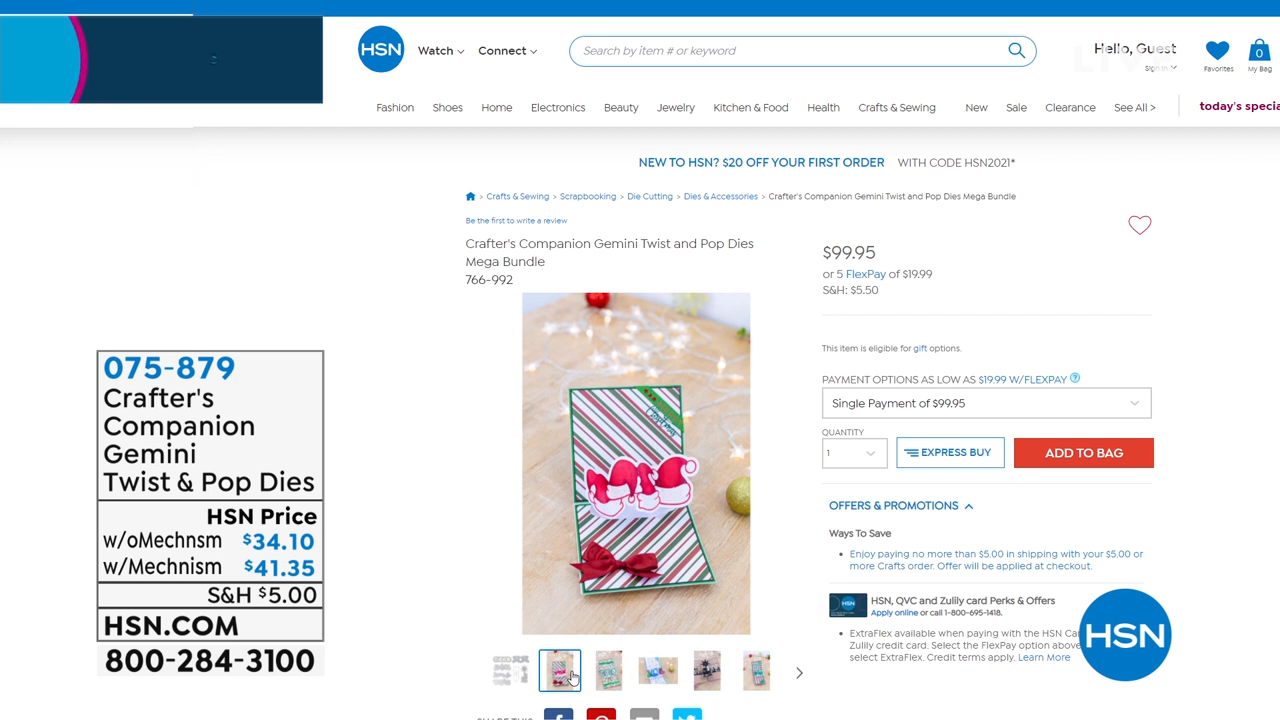 HSN
Watch
Connect
Search by item # or keyword
Hello, Guest
Sign In
LIVE
Favorites
0
My Bag
Fashion
Shoes
Home
Electronics
Beauty
Jewelry
Kitchen & Food
Health
Crafts & Sewing
New
Sale
Clearance
See All >
today's specia
NEW TO HSN? $20 OFF YOUR FIRST ORDER WITH CODE HSN2021*
> Crafts & Sewing > Scrapbooking > Die Cutting > Dies & Accessories > Crafter's Companion Gemini Twist and Pop Dies Mega Bundle
Be the first to write a review
Crafter's Companion Gemini Twist and Pop Dies
Mega Bundle
766-992
$99.95
or 5 FlexPay of $19.99
S&H: $5.50
This item is eligible for gift options.
PAYMENT OPTIONS AS LOW AS $19.99 W/FLEXPAY ?
Single Payment of $99.95
QUANTITY
1
EXPRESS BUY
ADD TO BAG
OFFERS & PROMOTIONS
Ways To Save
• Enjoy paying no more than $5.00 in shipping with your $5.00 or
more Crafts order. Offer will be applied at checkout.
HSN, QVC and Zulily card Perks & Offers
Apply online or call 1-800-695-1418.
• ExtraFlex available when paying with the HSN
Zulily credit card. Select the FlexPay option above
select ExtraFlex. Credit terms apply. Learn More
HSN
075-879
Crafter's
Companion
Gemini
Twist & Pop Dies
HSN Price
w/oMechnsm $34.10
w/Mechnism $41.35
S&H $5.00
HSN.COM
800-284-3100
SHARE THIS